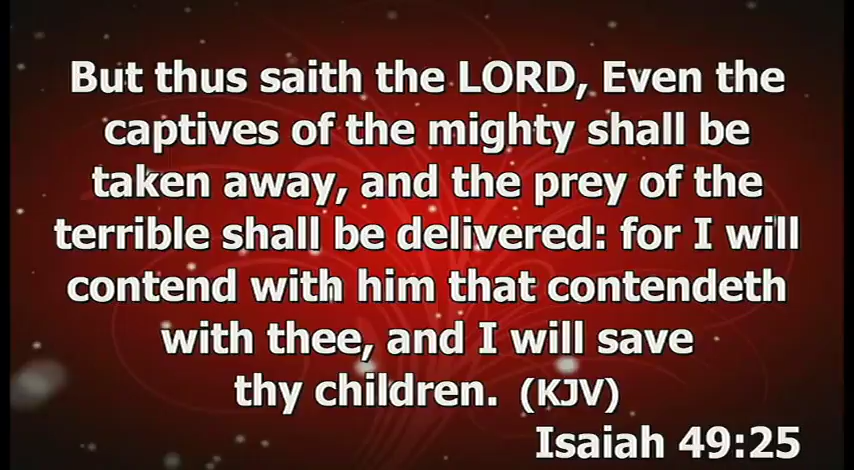 But thus saith the LORD, Even the
captives of the mighty shall be
taken away, and the prey of the
terrible shall be delivered: for I will
contend with him that contendeth
with thee, and I will save
thy children. (KJV)
Isaiah 49:25